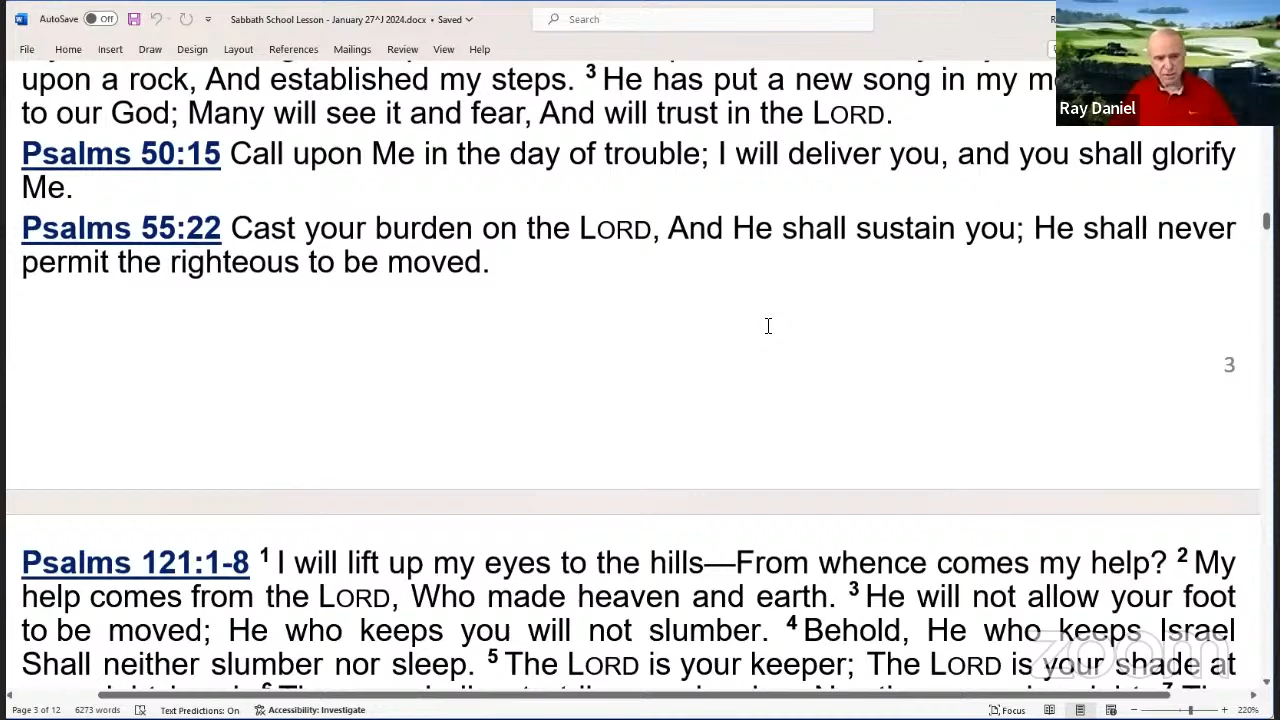 AutoSave Off Sabbath School Lesson - January 27^J 2024.docx • Saved Search
File Home Insert Draw Design Layout References Mailings Review View Help
Ray Daniel
upon a rock, And established my steps. 3 He has put a new song in my
to our God; Many will see it and fear, And will trust in the LORD.
Psalms 50:15 Call upon Me in the day of trouble; I will deliver you, and you shall glorify
Me.
Psalms 55:22 Cast your burden on the LORD, And He shall sustain you; He shall never
permit the righteous to be moved.
3
Psalms 121:1-8 1 I will lift up my eyes to the hills—From whence comes my help? 2 My
help comes from the LORD, Who made heaven and earth. 3 He will not allow your foot
to be moved; He who keeps you will not slumber. 4 Behold, He who keeps Israel
Shall neither slumber nor sleep. 5 The LORD is your keeper; The LORD is your shade at
zoom
Page 3 of 12 6273 words Text Predictions: On Accessibility: Investigate Focus 220%